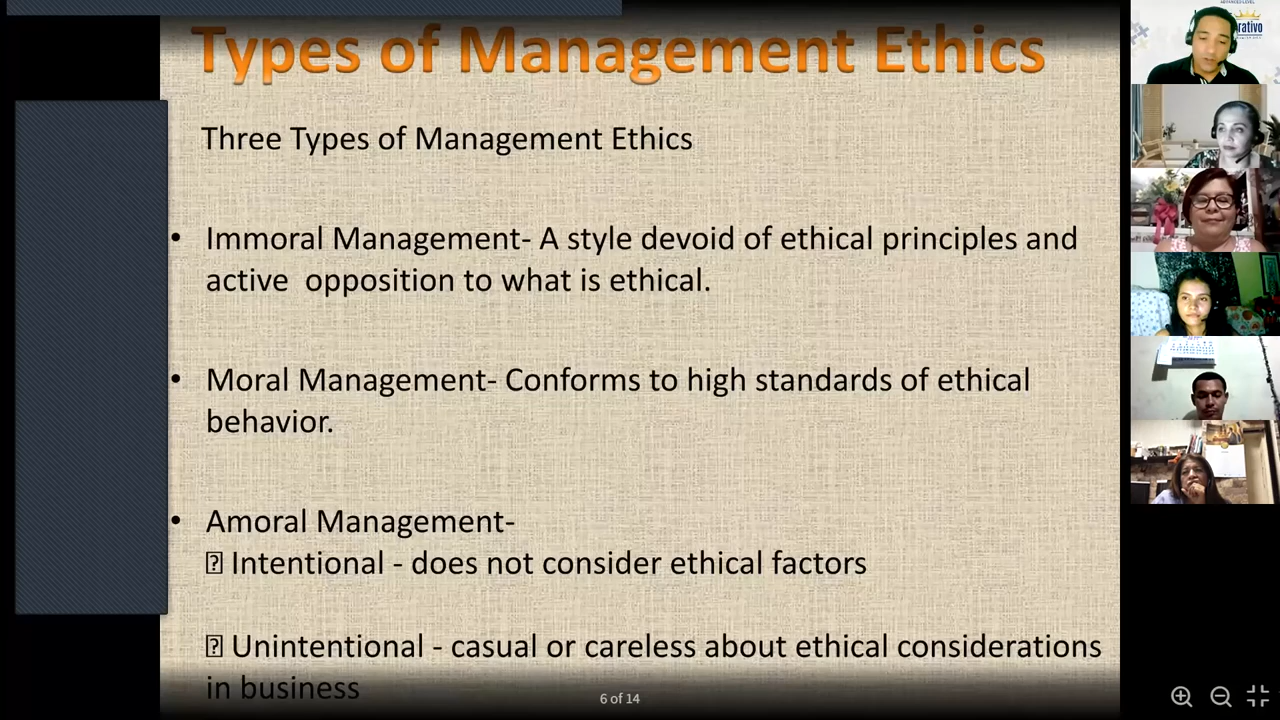 Types of Management Ethics
Three Types of Management Ethics
• Immoral Management- A style devoid of ethical principles and
active opposition to what is ethical.
• Moral Management- Conforms to high standards of ethical
behavior.
• Amoral Management-
⍰ Intentional - does not consider ethical factors
⍰ Unintentional - casual or careless about ethical considerations
in business
6 of 14